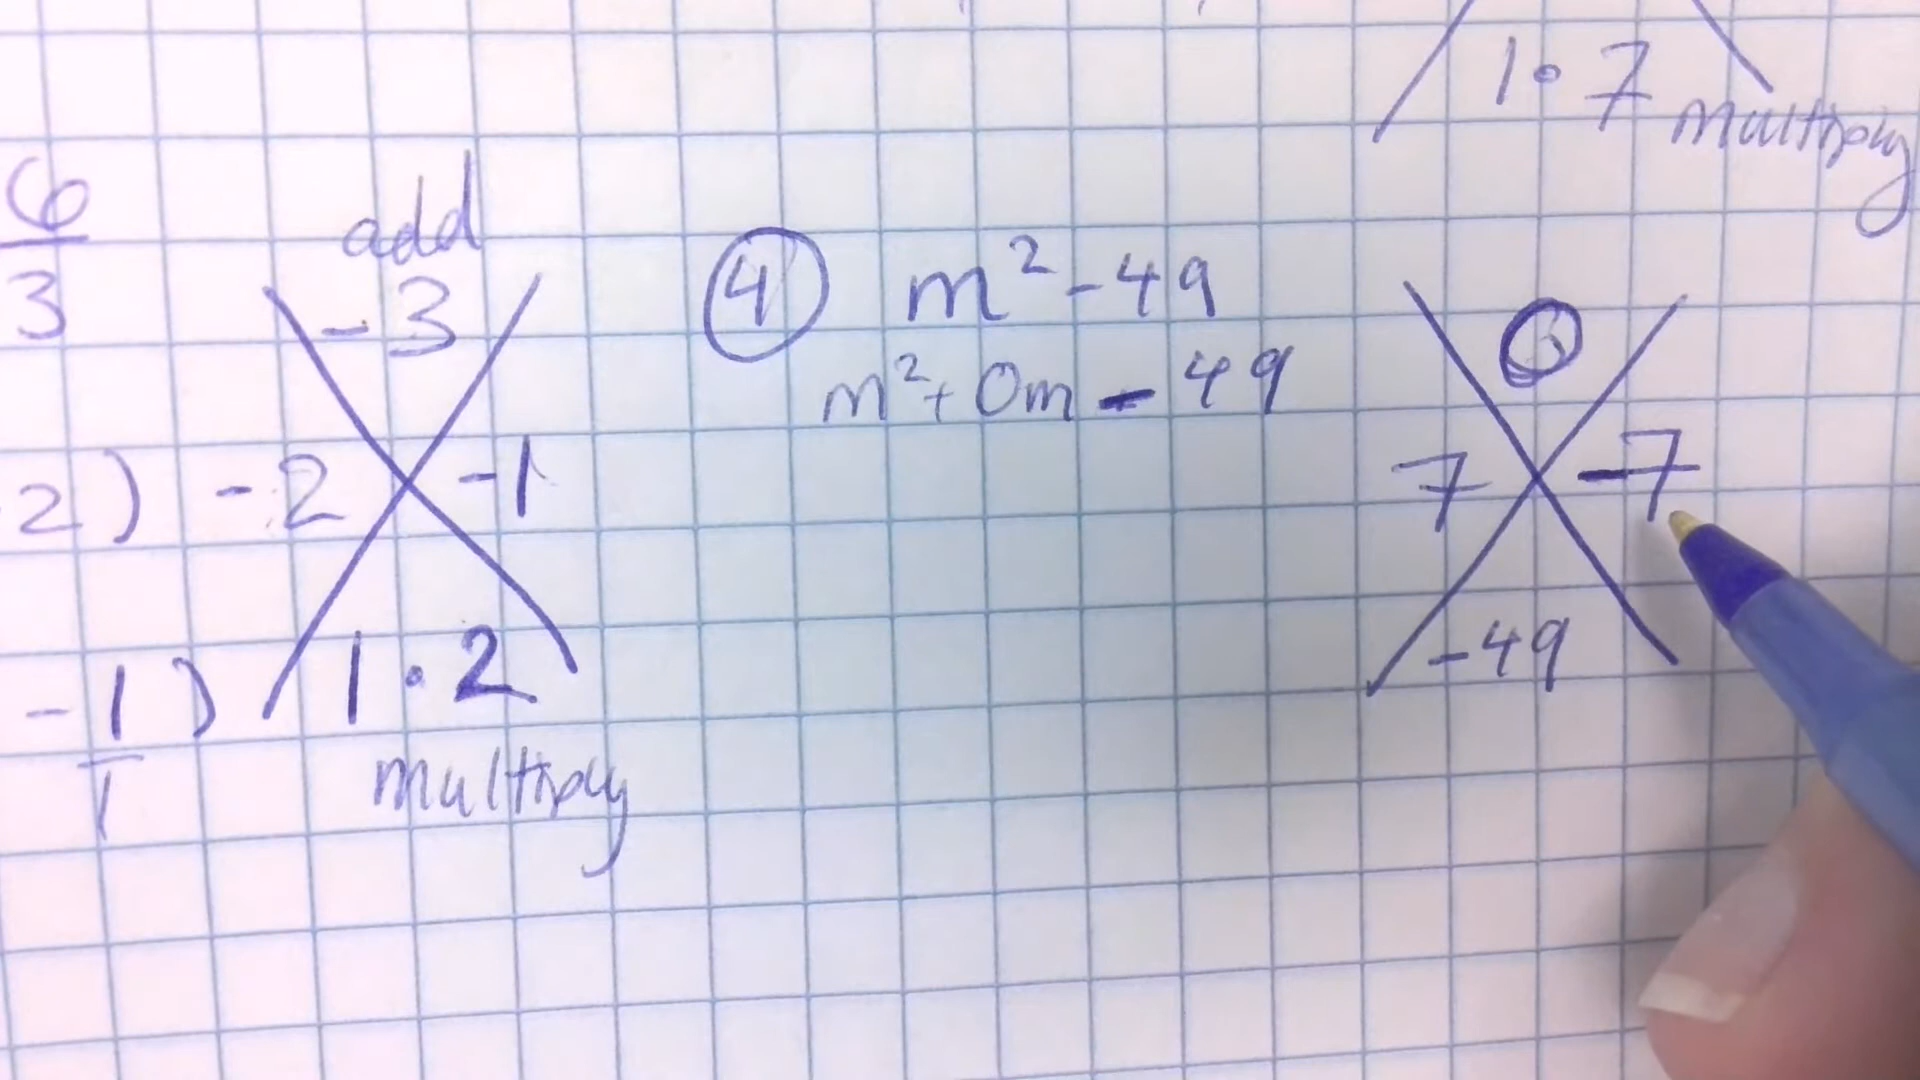 1 • 7
multiply
6
3
add
-3
2) -2 -1
-1)
1
1 • 2
multiply
④ m² - 49
m² + 0m - 49
0
7 -7
-49